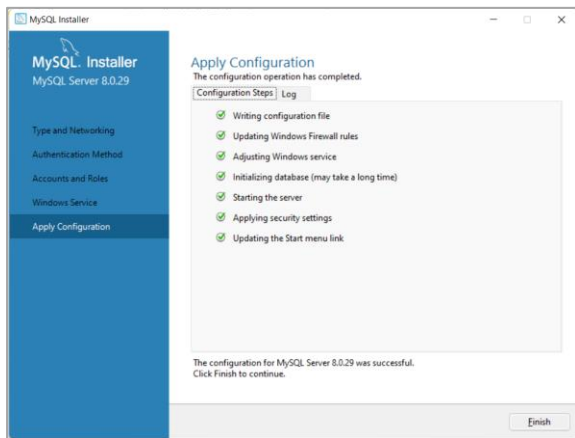 MySQL Installer
MySQL. Installer
MySQL Server 8.0.29
Type and Networking
Authentication Method
Accounts and Roles
Windows Service
Apply Configuration
Apply Configuration
The configuration operation has completed.
Configuration Steps Log
Writing configuration file
Updating Windows Firewall rules
Adjusting Windows service
Initializing database (may take a long time)
Starting the server
Applying security settings
Updating the Start menu link
The configuration for MySQL Server 8.0.29 was successful.
Click Finish to continue.
Finish